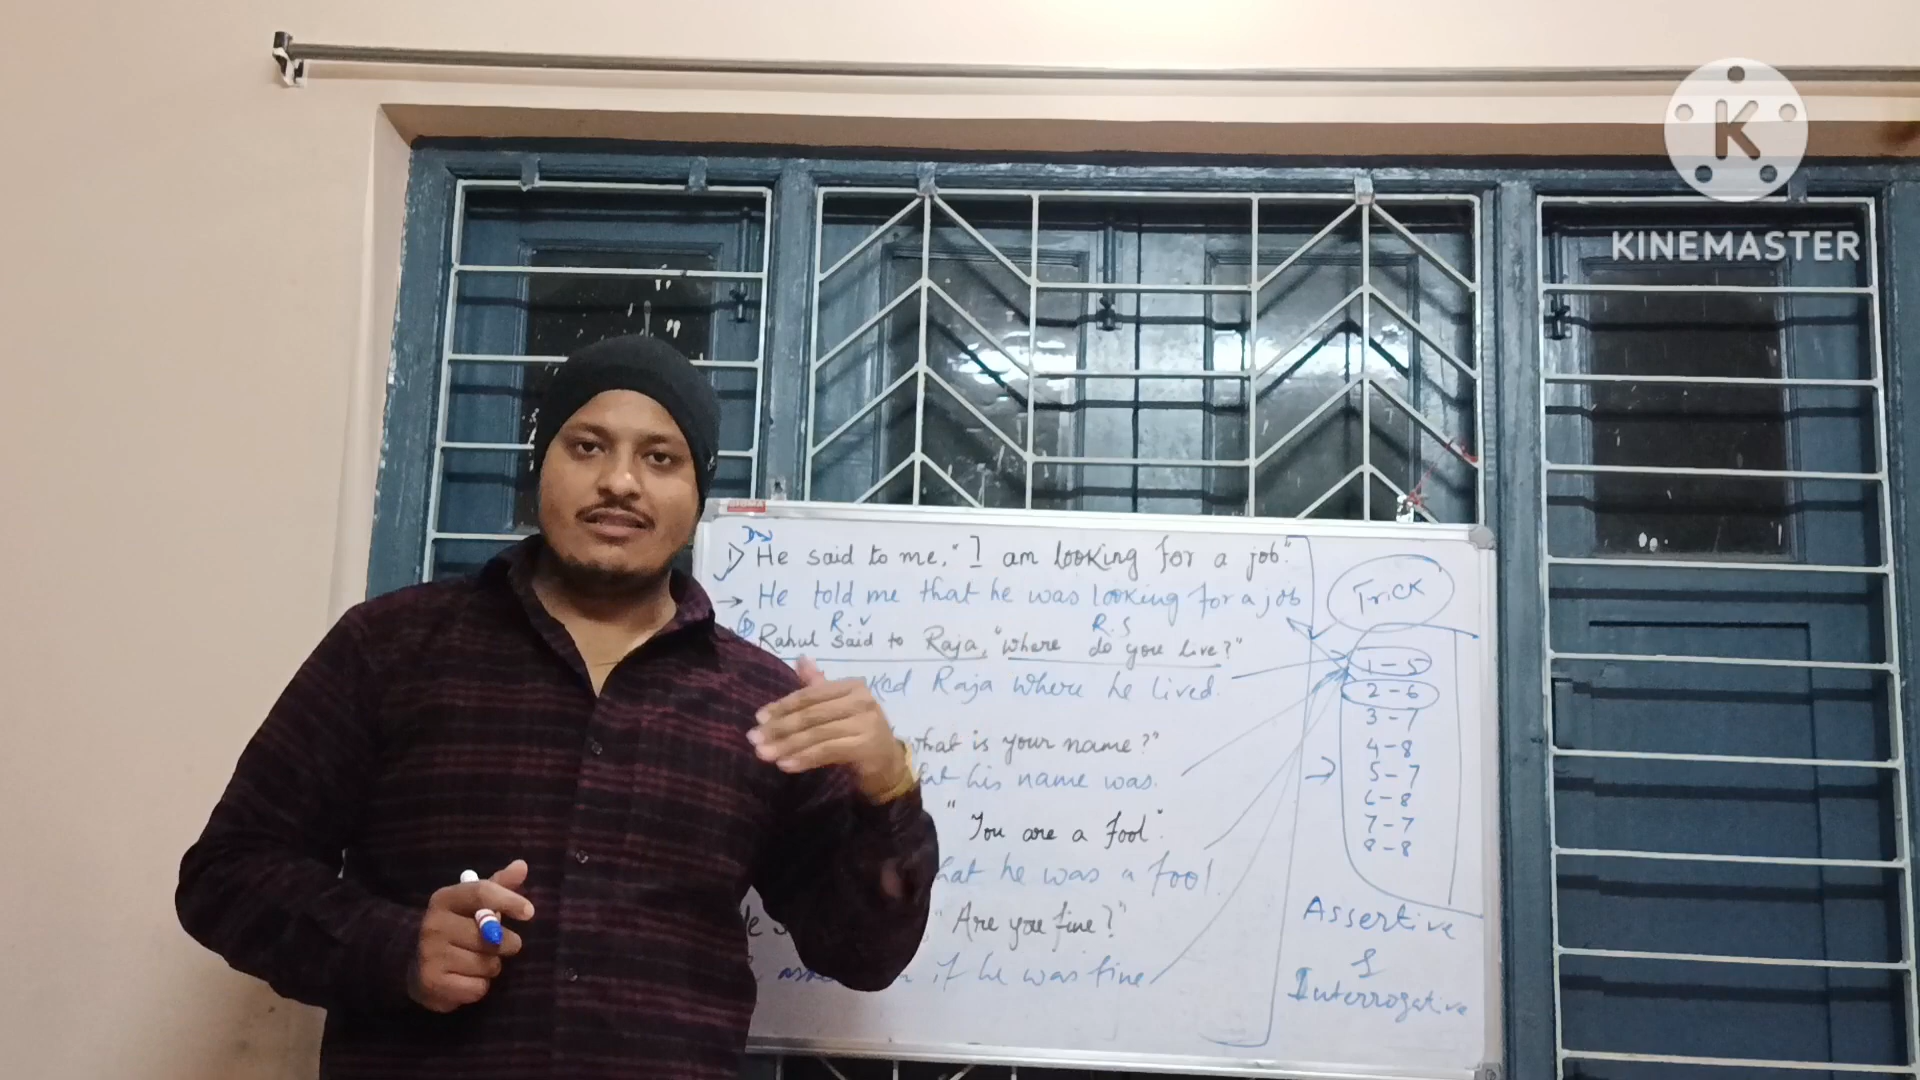 K
KINEMASTER
1) He said to me, "I am looking for a job."
→ He told me that he was looking for a job
R.V R.S
Rahul said to Raja, "where do you live?"
Raja where he lived.
what is your name?"
his name was.
"You are a fool".
he was a fool.
"Are you fine?"
if he was fine
Trick
1-5
2-6
3-7
4-8
5-7
6-8
7-7
8-8
Assertive
&
Interrogative